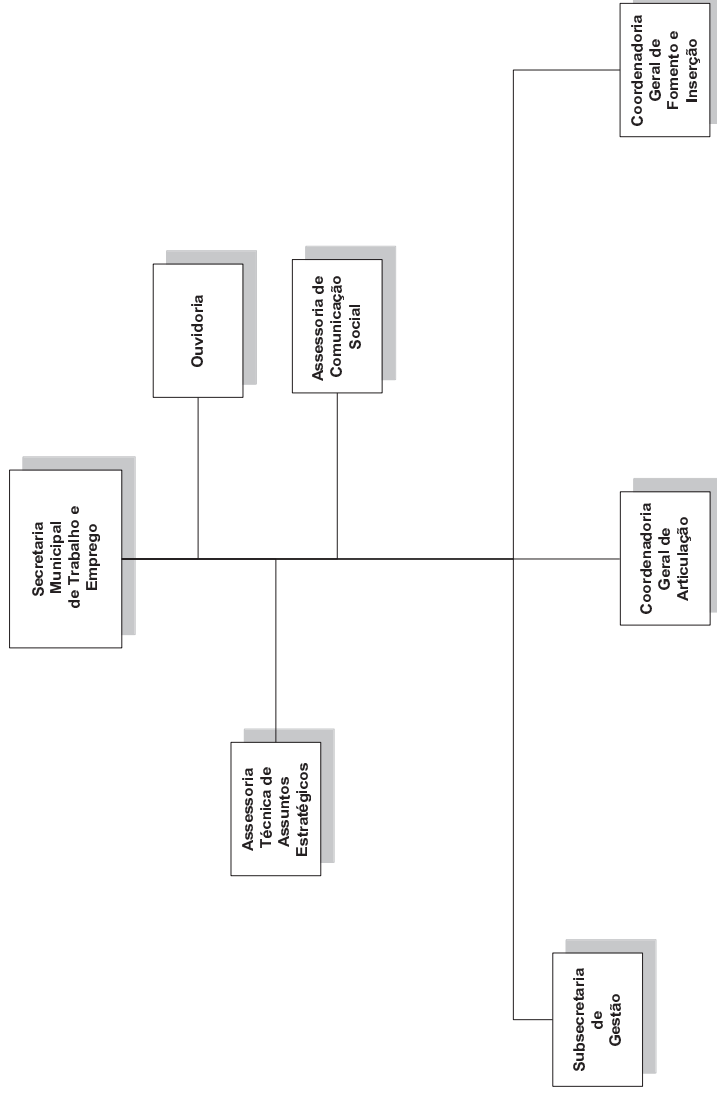 Secretaria
Municipal
de Trabalho e
Emprego
Ouvidoria
Assessoria
Técnica de
Assuntos
Estratégicos
Assessoria de
Comunicação
Social
Subsecretaria
de
Gestão
Coordenadoria
Geral de
Articulação
Coordenadoria
Geral de
Fomento e
Inserção